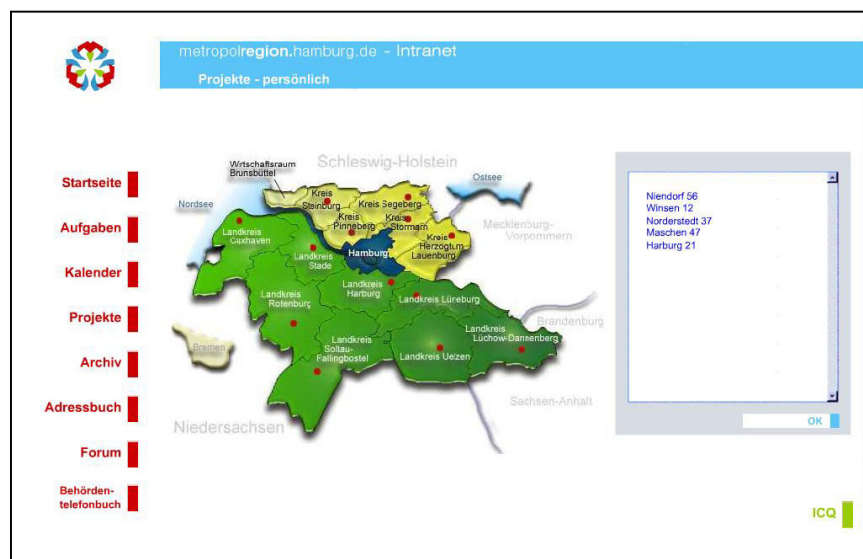 metropolregion.hamburg.de - Intranet
Projekte - persönlich
Startseite
Aufgaben
Kalender
Projekte
Archiv
Adressbuch
Forum
Behörden-
telefonbuch
Schleswig-Holstein
Wirtschaftsraum
Brunsbüttel
Ostsee
Nordsee
Kreis
Steinburg
Kreis Segeberg
Kreis
Pinneberg
Kreis
Stormarn
Mecklenburg-
Vorpommern
Kreis
Herzogtum
Lauenburg
Landkreis
Cuxhaven
Landkreis
Stade
Hamburg
Landkreis
Harburg
Landkreis Lüneburg
Landkreis
Rotenburg
Brandenburg
Landkreis
Lüchow-Dannenberg
Landkreis
Soltau-
Fallingbostel
Landkreis Uelzen
Bremen
Sachsen-Anhalt
Niedersachsen
Niendorf 56
Winsen 12
Norderstedt 37
Maschen 47
Harburg 21
OK
ICQ